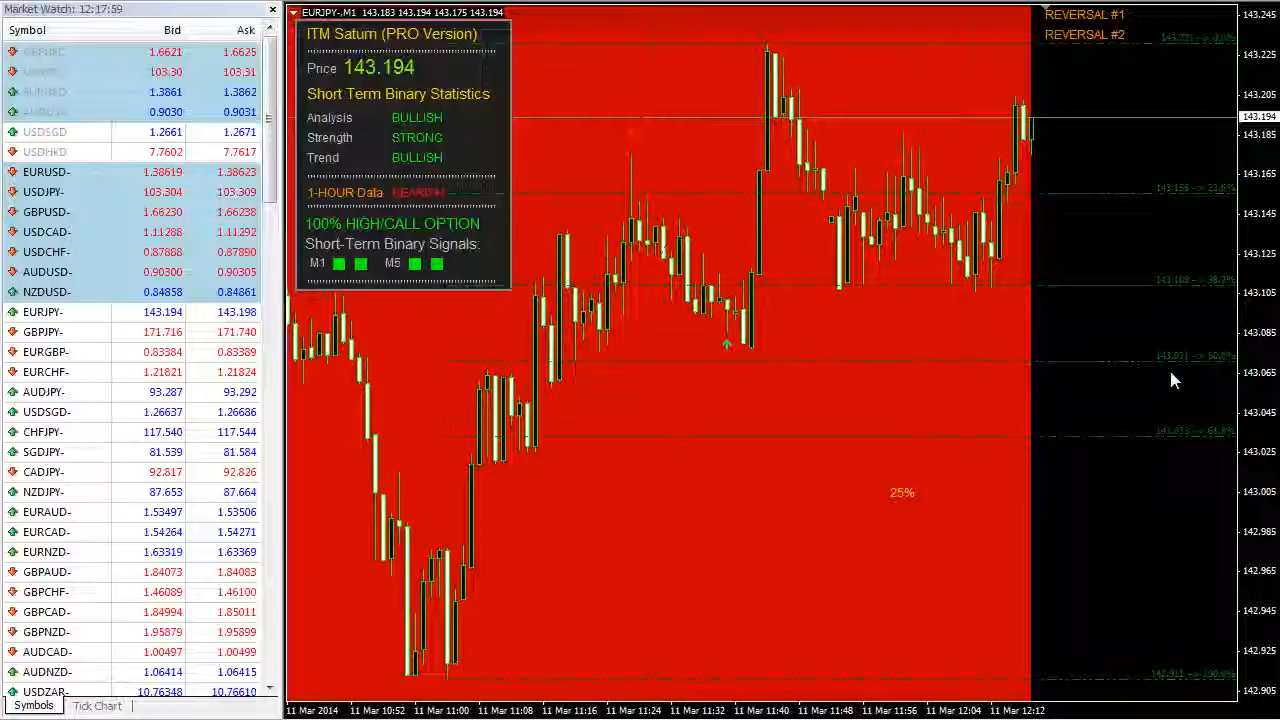 Market Watch: 12:17:59
Symbol Bid Ask
1.6621 1.6625
103.30 103.31
1.3861 1.3862
0.9030 0.9031
USDSGD 1.2661 1.2671
USDHKD 7.7602 7.7617
EURUSD- 1.38619 1.38623
USDJPY- 103.304 103.309
GBPUSD- 1.66230 1.66238
USDCAD- 1.11288 1.11292
USDCHF- 0.87888 0.87890
AUDUSD- 0.90300 0.90305
NZDUSD- 0.84858 0.84861
EURJPY- 143.194 143.198
GBPJPY- 171.716 171.740
EURGBP- 0.83384 0.83389
EURCHF- 1.21821 1.21824
AUDJPY- 93.287 93.292
USDSGD- 1.26637 1.26686
CHFJPY- 117.540 117.544
SGDJPY- 81.539 81.584
CADJPY- 92.817 92.826
NZDJPY- 87.653 87.664
EURAUD- 1.53497 1.53506
EURCAD- 1.54264 1.54271
EURNZD- 1.63319 1.63363
GBPAUD- 1.84073 1.84083
GBPCHF- 1.46089 1.46100
GBPCAD- 1.84994 1.85011
GBPNZD- 1.95879 1.95899
AUDCAD- 1.00497 1.00499
AUDNZD- 1.06414 1.06415
USDZAR- 10.76348 10.76610
Symbols Tick Chart
EURJPY-,M1 143.183 143.194 143.175 143.194
ITM Saturn (PRO Version)
Price 143.194
Short Term Binary Statistics
Analysis BULLISH
Strength STRONG
Trend BULLISH
1-HOUR Data BEARISH
100% HIGH/CALL OPTION
Short-Term Binary Signals:
M1 M5
REVERSAL #1
REVERSAL #2
25%
143.245
143.225
143.205
143.194
143.185
143.165
143.145
143.125
143.105
143.085
143.065
143.045
143.025
143.005
142.985
142.965
142.945
142.925
142.905
11 Mar 2014 11 Mar 10:52 11 Mar 11:00 11 Mar 11:08 11 Mar 11:16 11 Mar 11:24 11 Mar 11:32 11 Mar 11:40 11 Mar 11:48 11 Mar 11:56 11 Mar 12:04 11 Mar 12:12